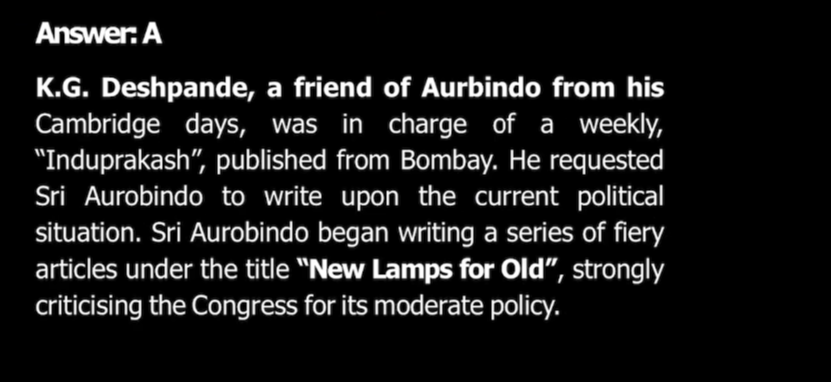 Answer: A
K.G. Deshpande, a friend of Aurbindo from his
Cambridge days, was in charge of a weekly,
“Induprakash”, published from Bombay. He requested
Sri Aurobindo to write upon the current political
situation. Sri Aurobindo began writing a series of fiery
articles under the title “New Lamps for Old”, strongly
criticising the Congress for its moderate policy.